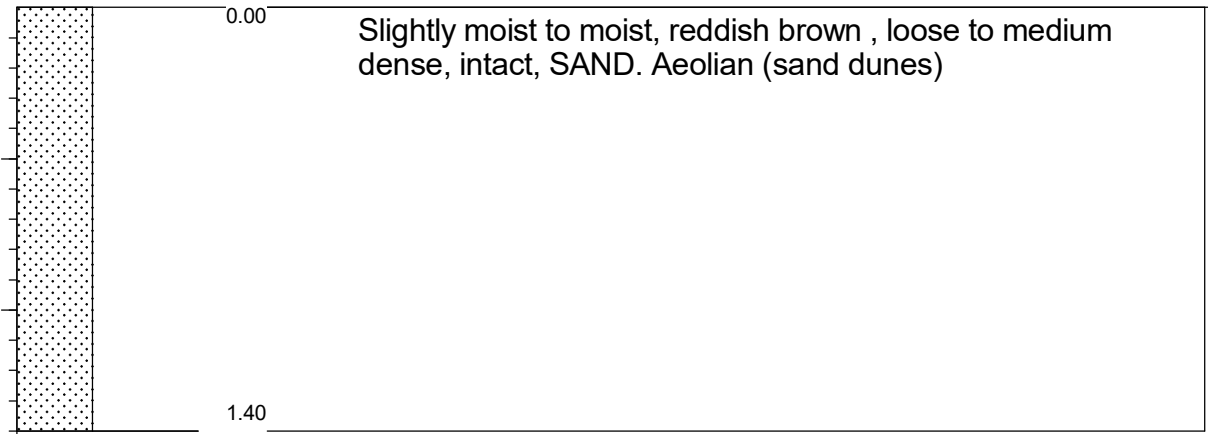 0.00
Slightly moist to moist, reddish brown , loose to medium
dense, intact, SAND. Aeolian (sand dunes)
1.40